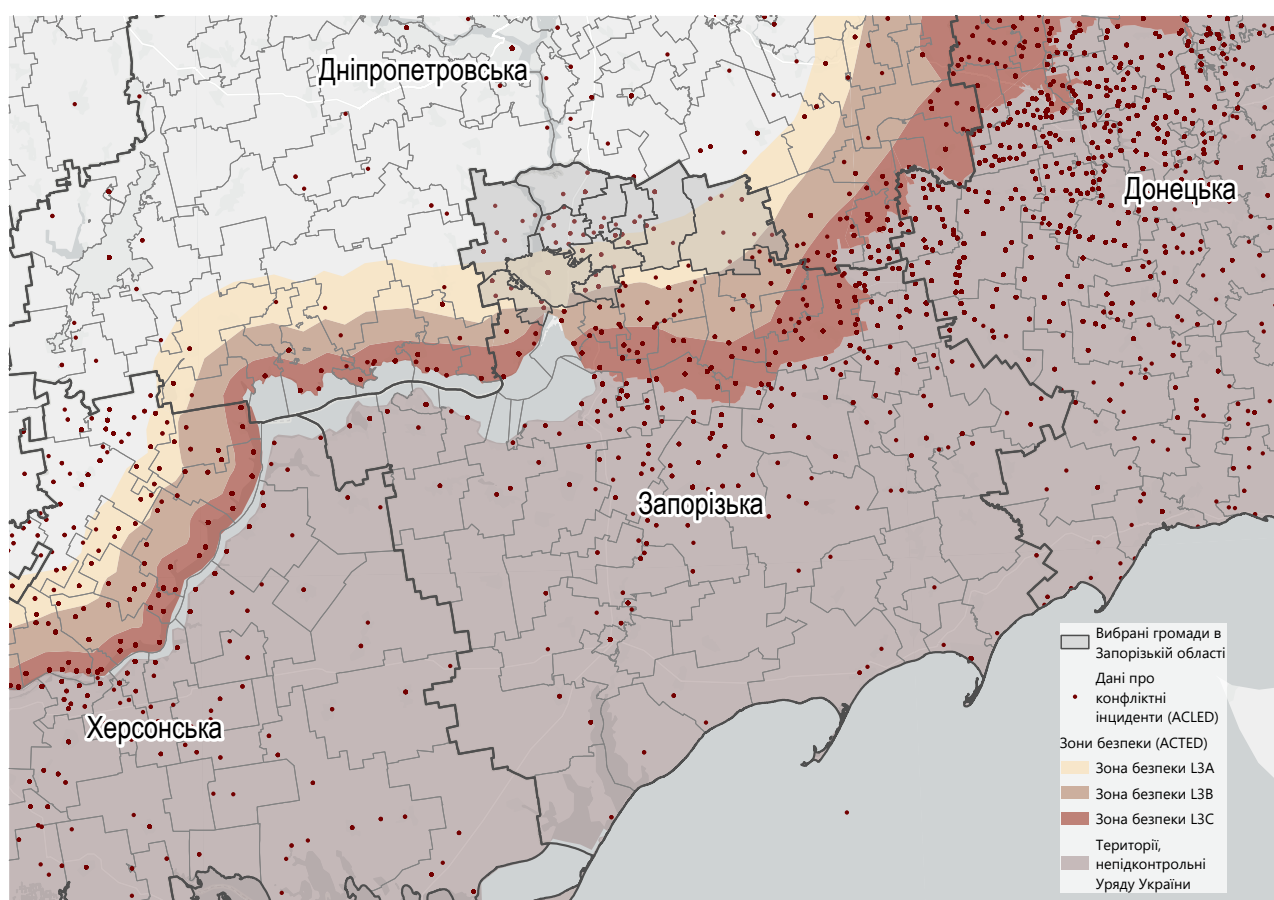 Дніпропетровська
Донецька
Запорізька
Херсонська
Вибрані громади в
Запорізькій області
Дані про
конфліктні
інциденти (ACLED)
Зони безпеки (ACTED)
Зона безпеки L3A
Зона безпеки L3B
Зона безпеки L3C
Території,
непідконтрольні
Уряду України